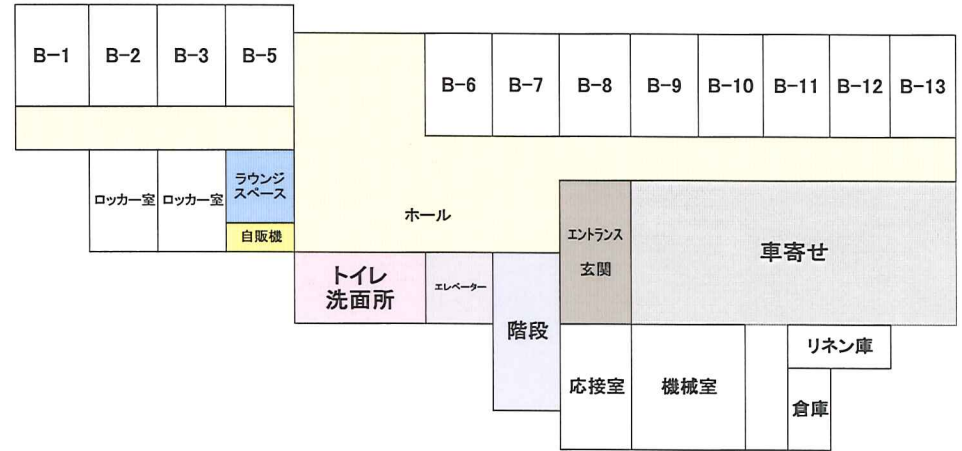 B-1
B-2
B-3
B-5
B-6
B-7
B-8
B-9
B-10
B-11
B-12
B-13
ロッカー室
ロッカー室
ラウンジ
スペース
自販機
ホール
エントランス
玄関
車寄せ
トイレ
洗面所
エレベーター
階段
応接室
機械室
リネン庫
倉庫